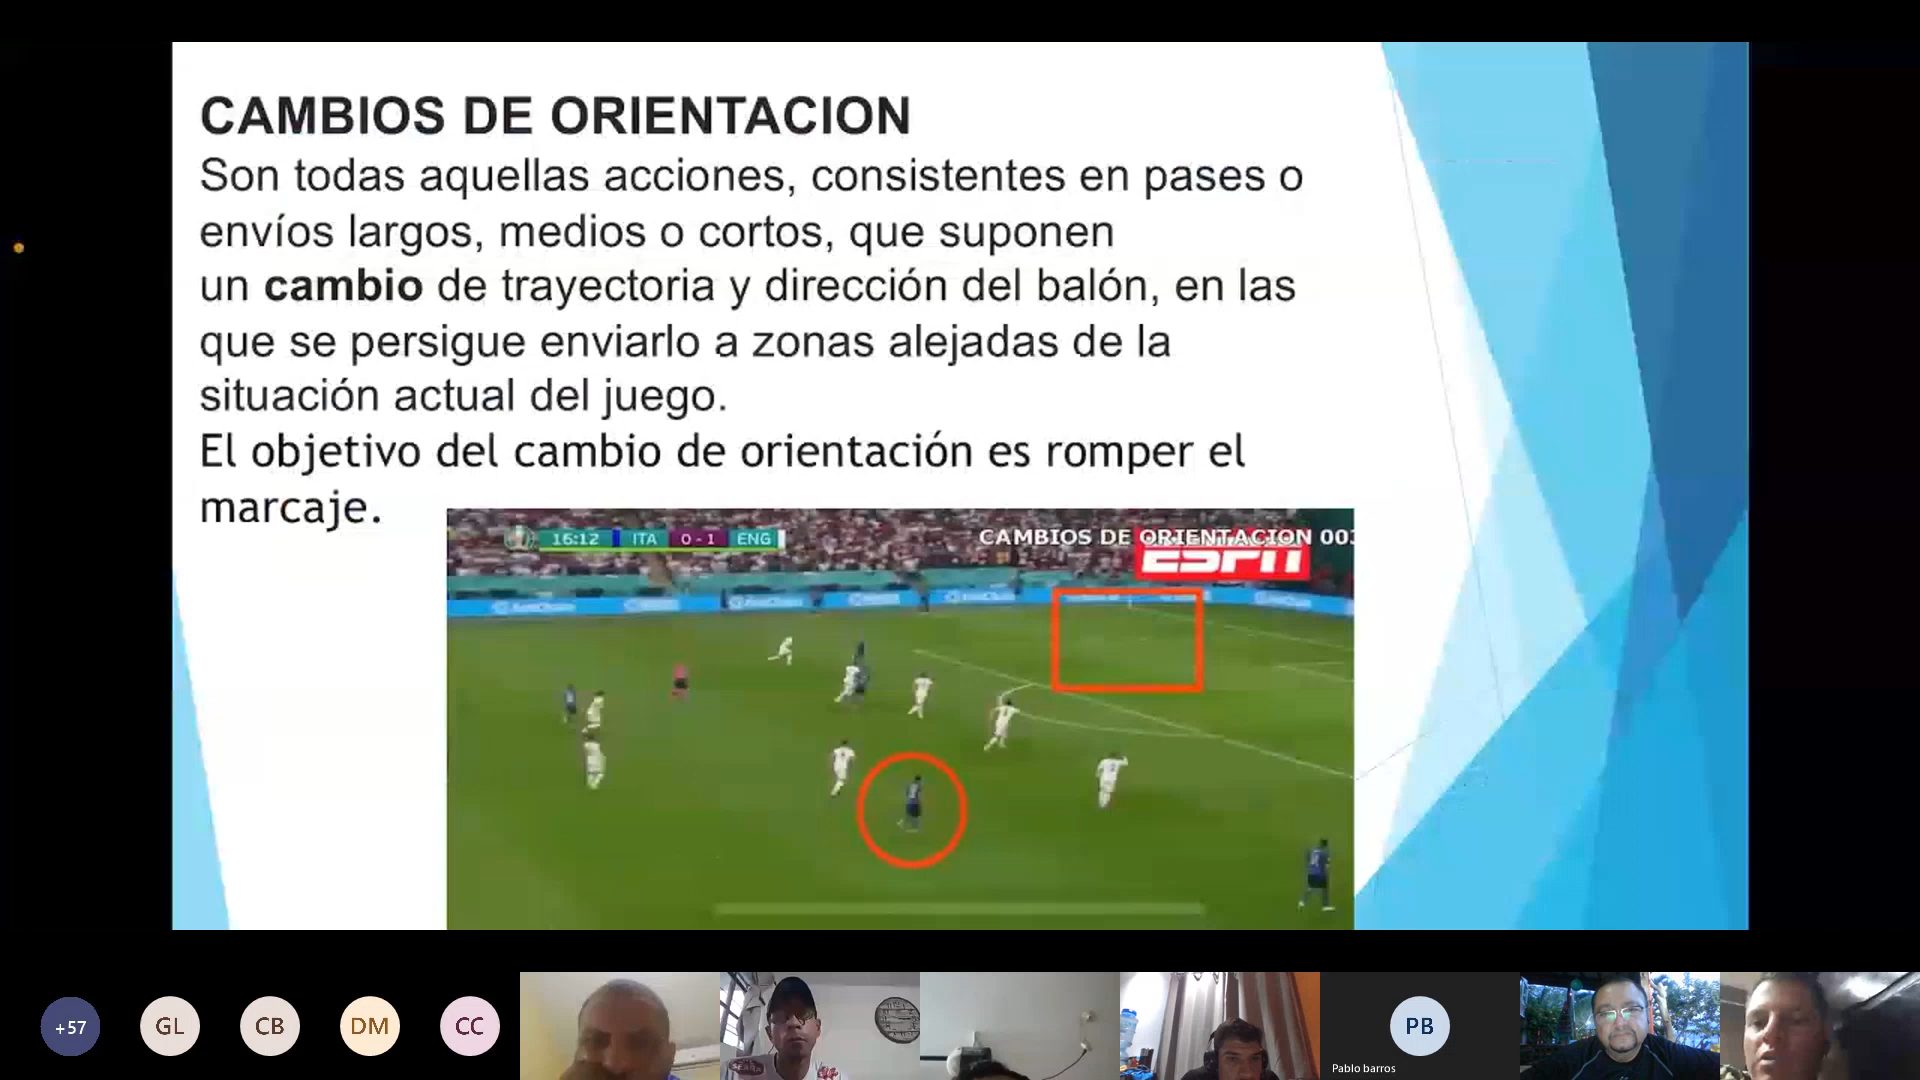 CAMBIOS DE ORIENTACION
Son todas aquellas acciones, consistentes en pases o
envíos largos, medios o cortos, que suponen
un cambio de trayectoria y dirección del balón, en las
que se persigue enviarlo a zonas alejadas de la
situación actual del juego.
El objetivo del cambio de orientación es romper el
marcaje.
16:12 ITA 0 - 1 ENG
CAMBIOS DE ORIENTACION 003
ESPN
+57
GL
CB
DM
CC
PB
Pablo barros